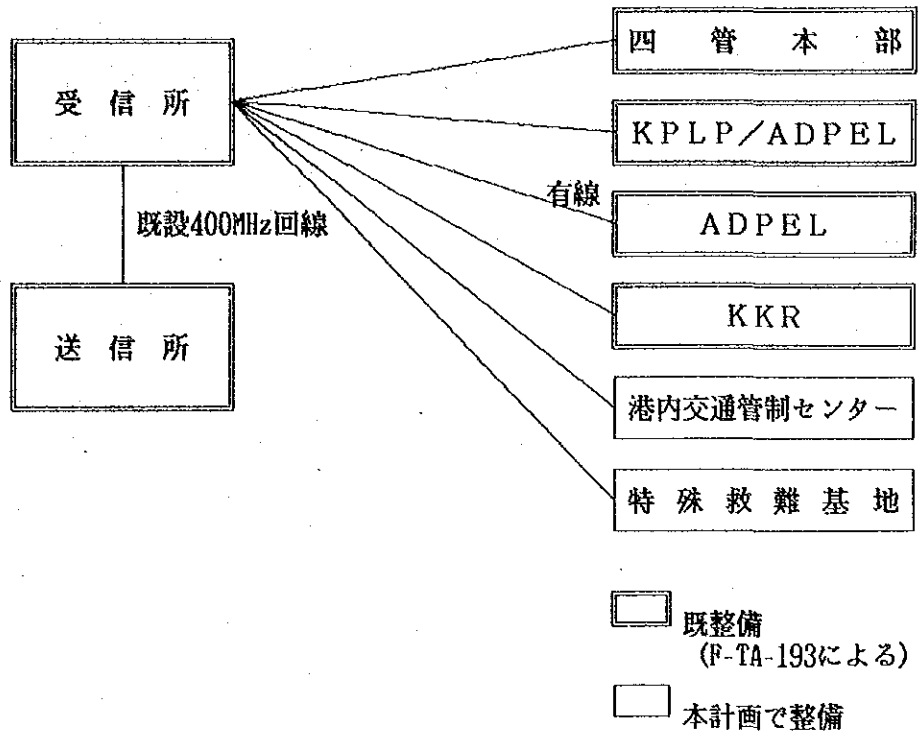 四管本部
受信所
KPLP/ADPEL
有線
ADPEL
既設400MHz回線
KKR
送信所
港内交通管制センター
特殊救難基地
既整備
(F-TA-193による)
本計画で整備